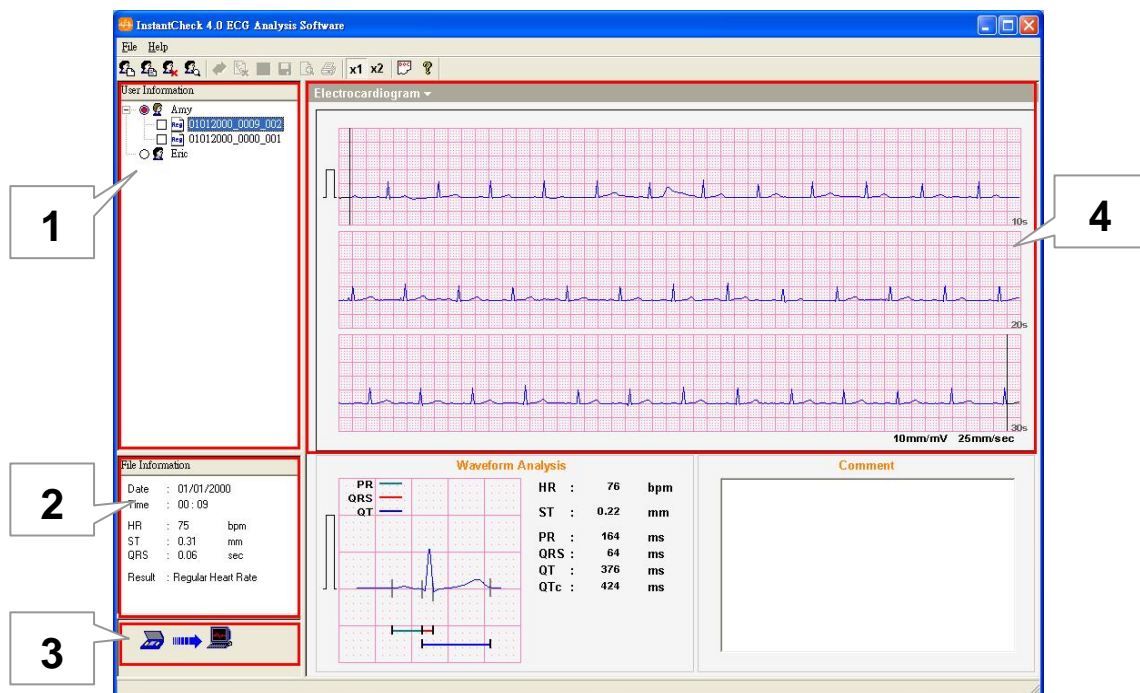 InstantCheck 4.0 ECG Analysis Software
File Help
x1 x2 ?
User Information
Amy
Reg 01012000_0009_002
Reg 01012000_0000_001
Eric
1
Electrocardiogram
10s
20s
30s
10mm/mV 25mm/sec
4
File Information
Date : 01/01/2000
Time : 00 : 09
HR : 75 bpm
ST : 0.31 mm
QRS : 0.06 sec
Result : Regular Heart Rate
2
3
Waveform Analysis
PR
QRS
QT
HR : 76 bpm
ST : 0.22 mm
PR : 164 ms
QRS : 64 ms
QT : 376 ms
QTc : 424 ms
Comment